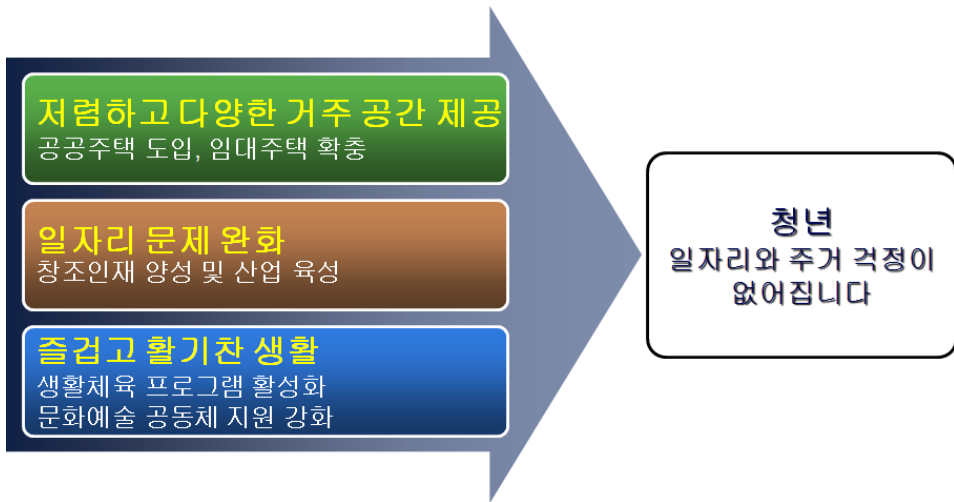 저렴하고 다양한 거주 공간 제공
공공주택 도입, 임대주택 확충
일자리 문제 완화
창조인재 양성 및 산업 육성
즐겁고 활기찬 생활
생활체육 프로그램 활성화
문화예술 공동체 지원 강화
청년
일자리와 주거 걱정이
없어집니다